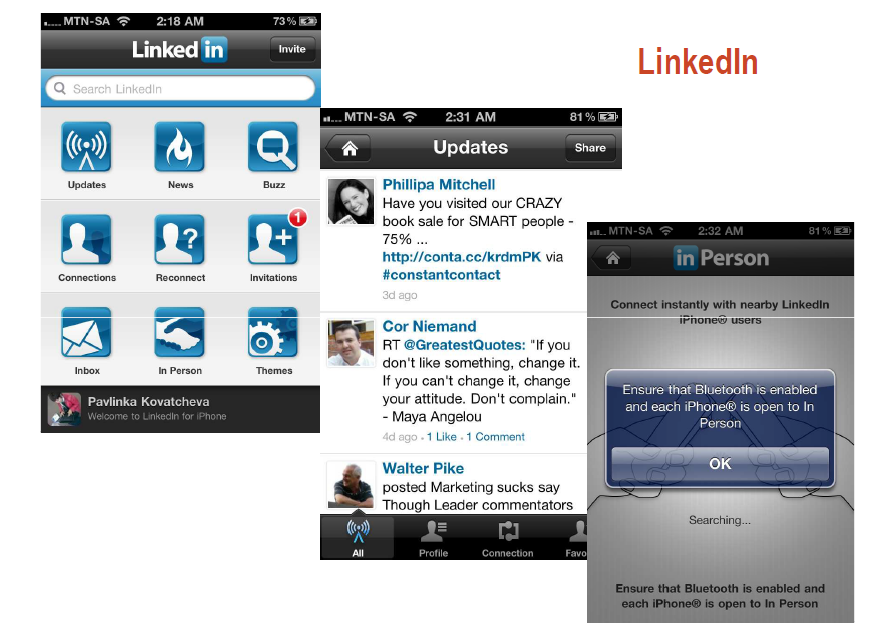 LinkedIn
MTN-SA 2:18 AM 73%
Linked in Invite
Search LinkedIn
Updates News Buzz
1
Connections Reconnect Invitations
Inbox In Person Themes
Pavlinka Kovatcheva
Welcome to LinkedIn for iPhone
MTN-SA 2:31 AM 81%
Updates Share
Phillipa Mitchell
Have you visited our CRAZY
book sale for SMART people -
75% ...
http://conta.cc/krdmPK via
#constantcontact
3d ago
Cor Niemand
RT @GreatestQuotes: "If you
don't like something, change it.
If you can't change it, change
your attitude. Don't complain."
- Maya Angelou
4d ago • 1 Like • 1 Comment
Walter Pike
posted Marketing sucks say
Though Leader commentators
All Profile Connection Favo
MTN-SA 2:32 AM 81%
in Person
Connect instantly with nearby LinkedIn
iPhone® users
Ensure that Bluetooth is enabled
and each iPhone® is open to In
Person
OK
Searching...
Ensure that Bluetooth is enabled and
each iPhone® is open to In Person